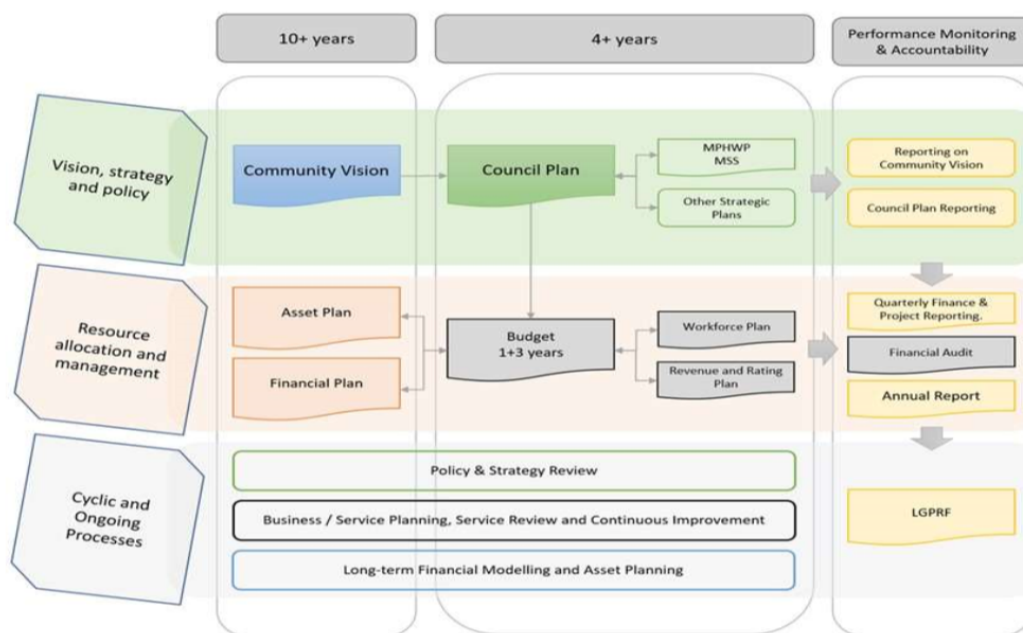 10+ years
4+ years
Performance Monitoring
& Accountability
Vision, strategy
and policy
Community Vision
Council Plan
MPHWP
MSS
Other Strategic
Plans
Reporting on
Community Vision
Council Plan Reporting
Resource
allocation and
management
Asset Plan
Financial Plan
Budget
1+3 years
Workforce Plan
Revenue and Rating
Plan
Quarterly Finance &
Project Reporting.
Financial Audit
Annual Report
Cyclic and
Ongoing
Processes
Policy & Strategy Review
Business / Service Planning, Service Review and Continuous Improvement
Long-term Financial Modelling and Asset Planning
LGPRF